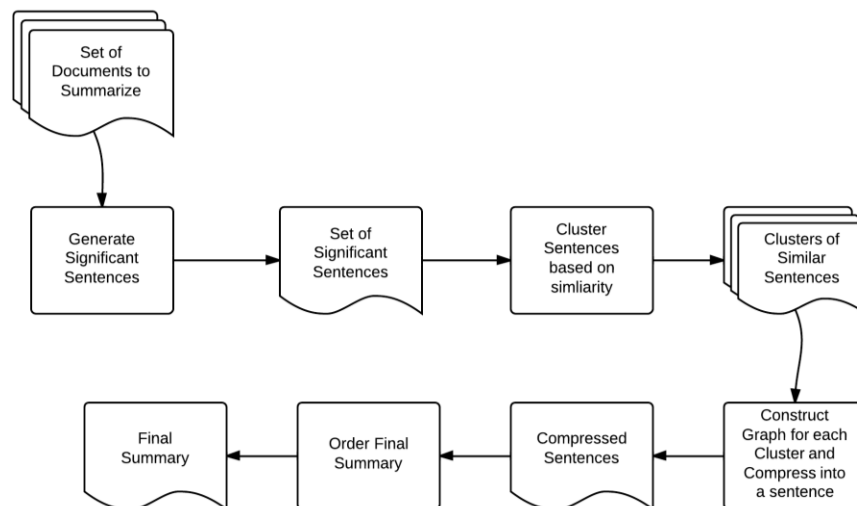 Set of
Documents to
Summarize
Generate
Significant
Sentences
Set of
Significant
Sentences
Cluster
Sentences
based on
simliarity
Clusters of
Similar
Sentences
Final
Summary
Order Final
Summary
Compressed
Sentences
Construct
Graph for each
Cluster and
Compress into
a sentence